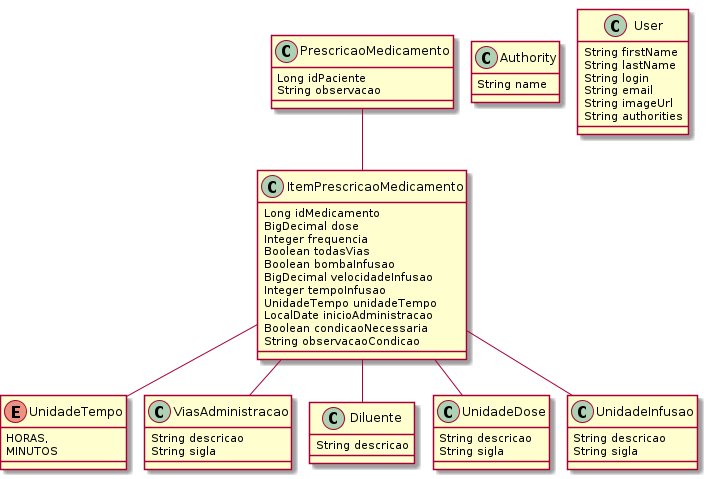 C PrescricaoMedicamento
Long idPaciente
String observacao
C Authority
String name
C User
String firstName
String lastName
String login
String email
String imageUrl
String authorities
C ItemPrescricaoMedicamento
Long idMedicamento
BigDecimal dose
Integer frequencia
Boolean todasVias
Boolean bombaInfusao
BigDecimal velocidadeInfusao
Integer tempoInfusao
UnidadeTempo unidadeTempo
LocalDate inicioAdministracao
Boolean condicaoNecessaria
String observacaoCondicao
E UnidadeTempo
HORAS,
MINUTOS
C ViasAdministracao
String descricao
String sigla
C Diluente
String descricao
C UnidadeDose
String descricao
String sigla
C UnidadeInfusao
String descricao
String sigla